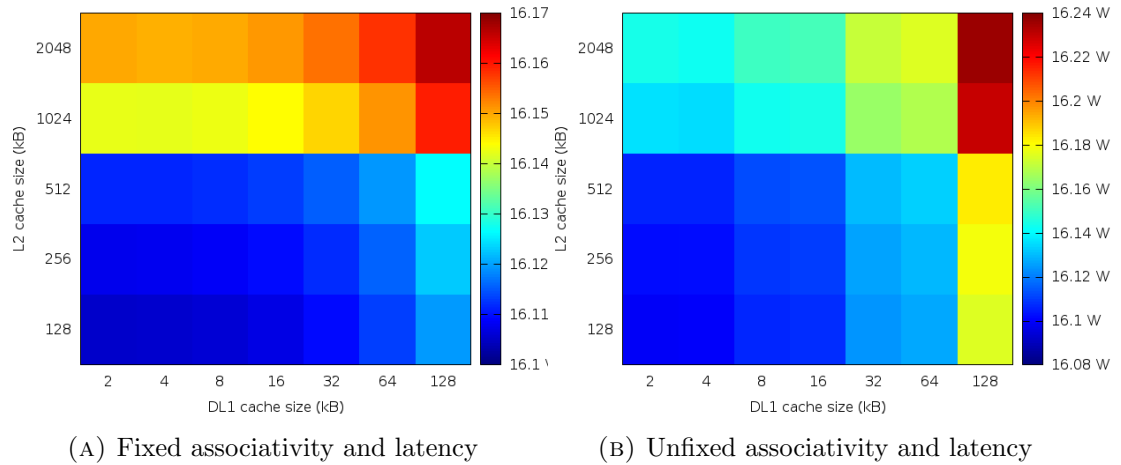 2048
1024
512
256
128
L2 cache size (kB)
2 4 8 16 32 64 128
DL1 cache size (kB)
16.17
16.16
16.15
16.14
16.13
16.12
16.11
16.1
(A) Fixed associativity and latency
2048
1024
512
256
128
L2 cache size (kB)
2 4 8 16 32 64 128
DL1 cache size (kB)
16.24 W
16.22 W
16.2 W
16.18 W
16.16 W
16.14 W
16.12 W
16.1 W
16.08 W
(B) Unfixed associativity and latency